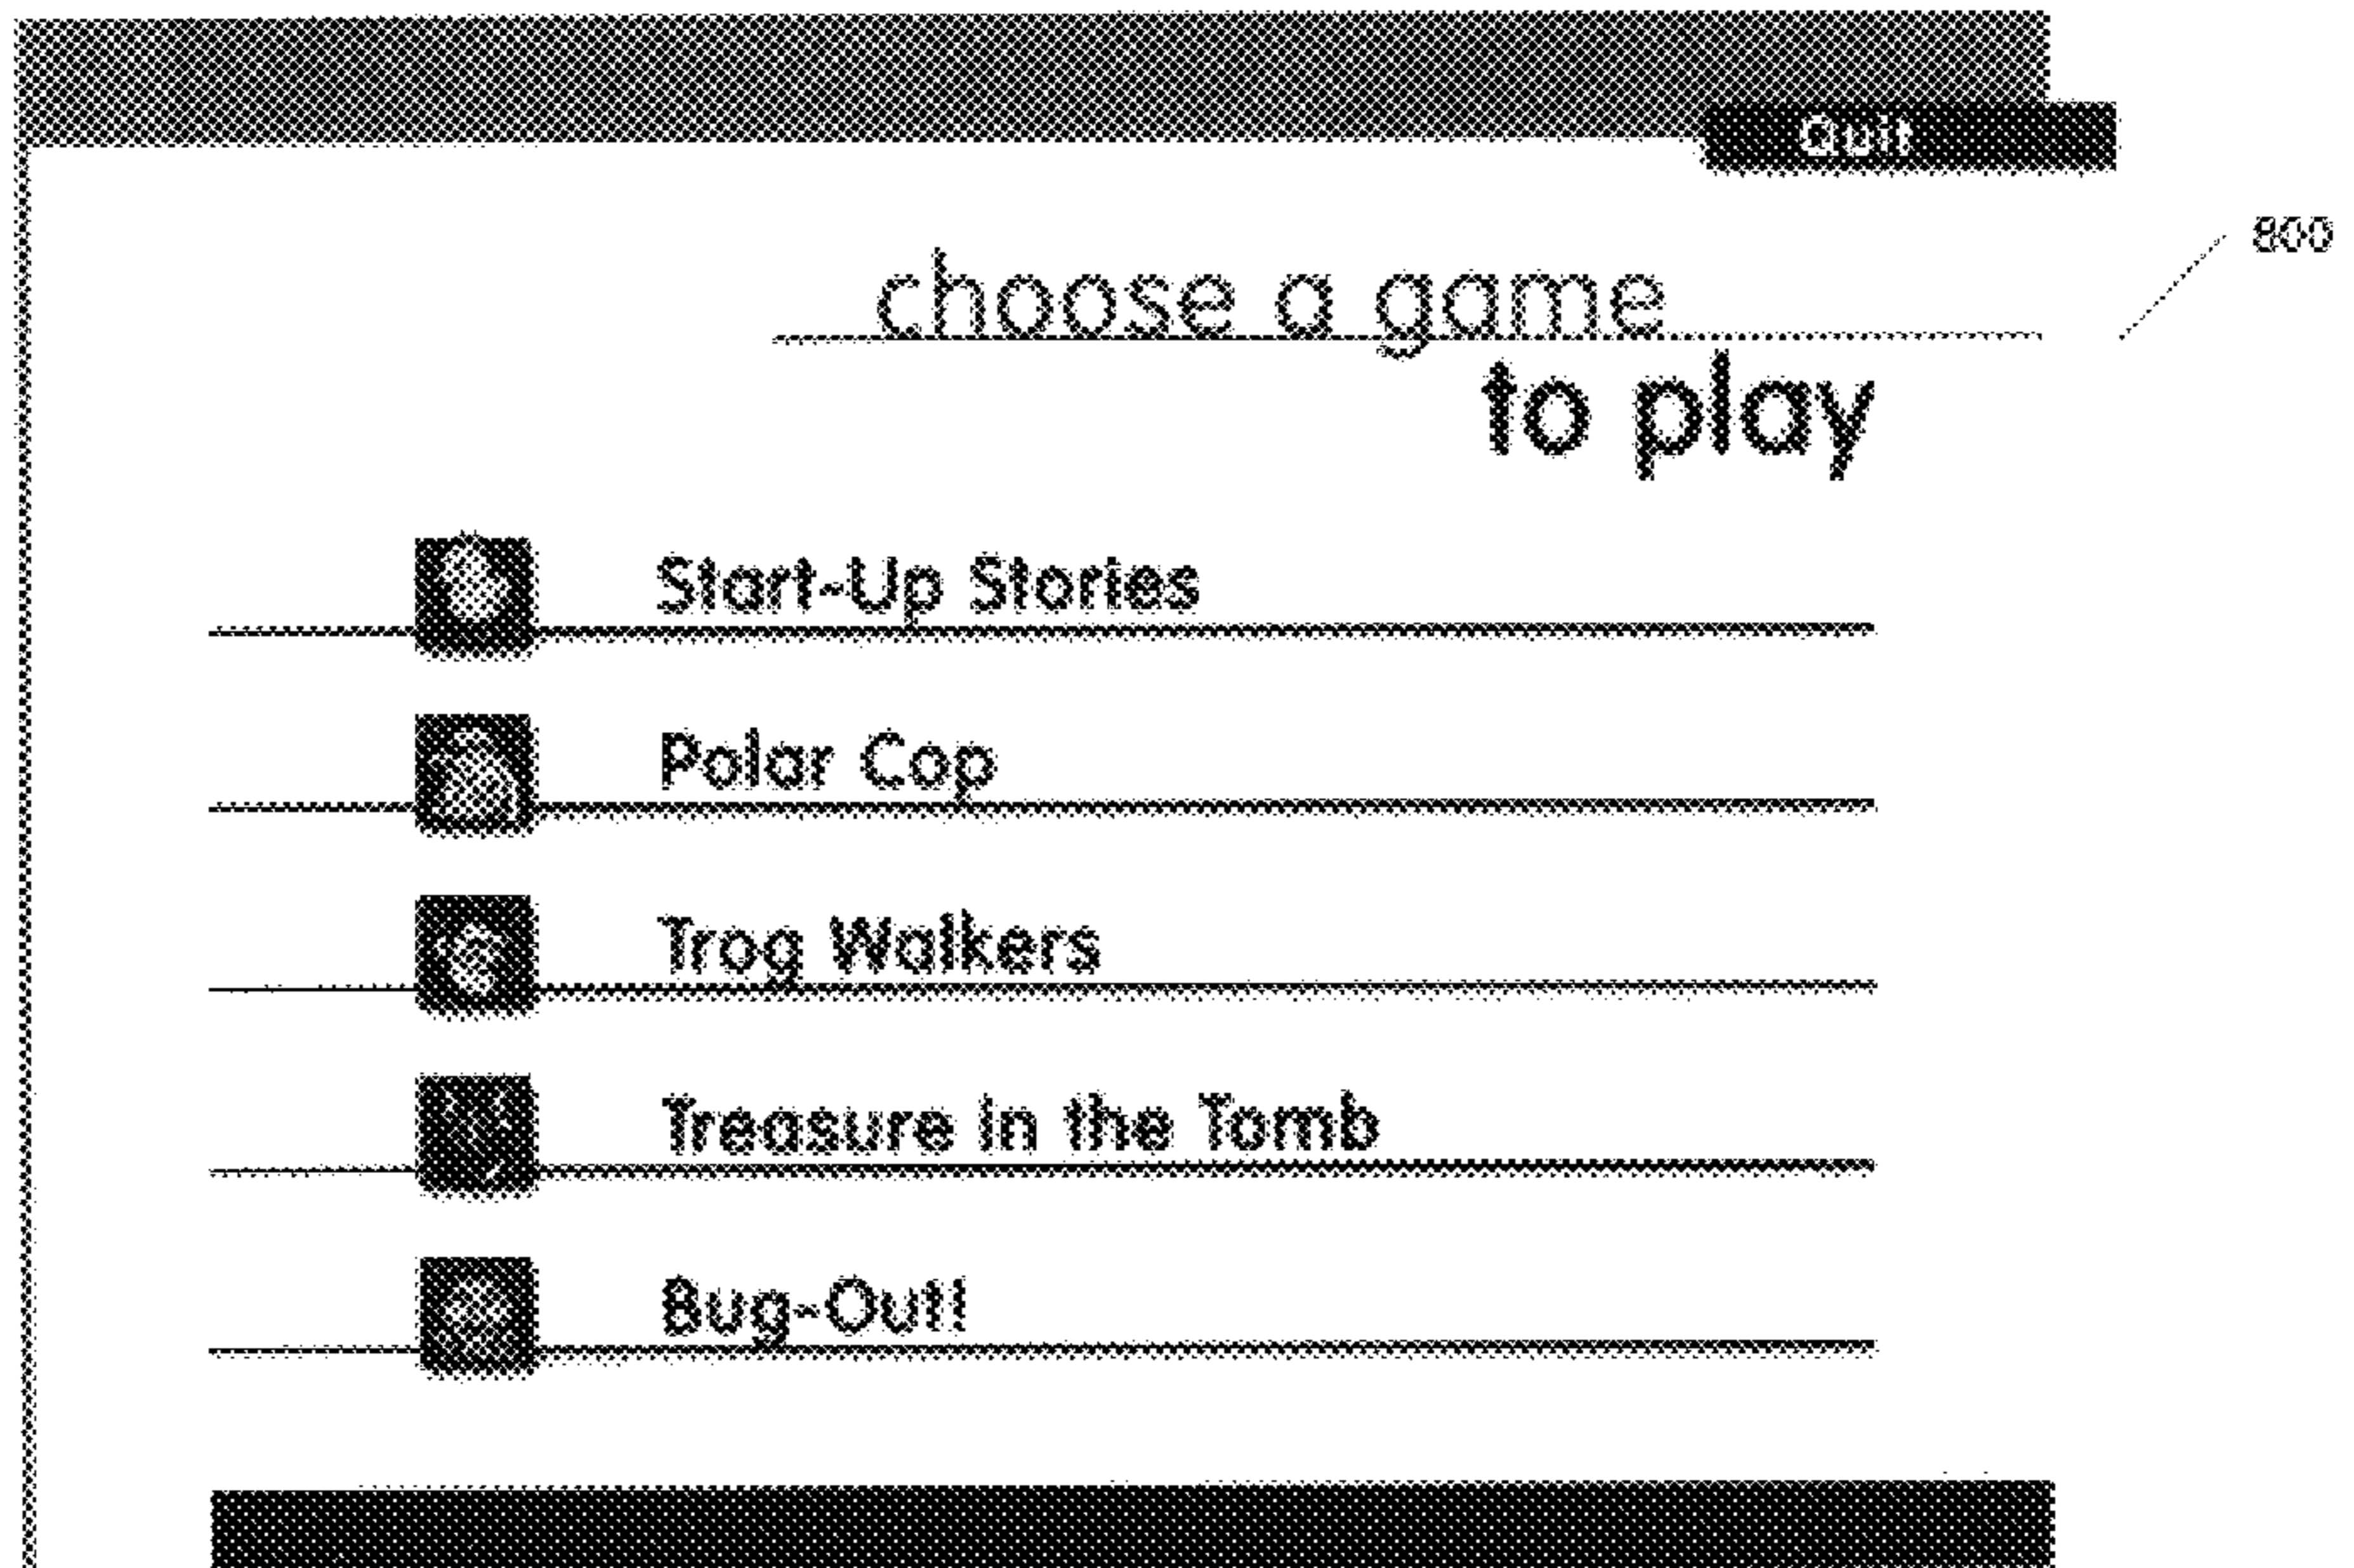 Quit
800
choose a game
to play
Start-Up Stories
Polar Cop
Trog Walkers
Treasure in the Tomb
Bug-Out!